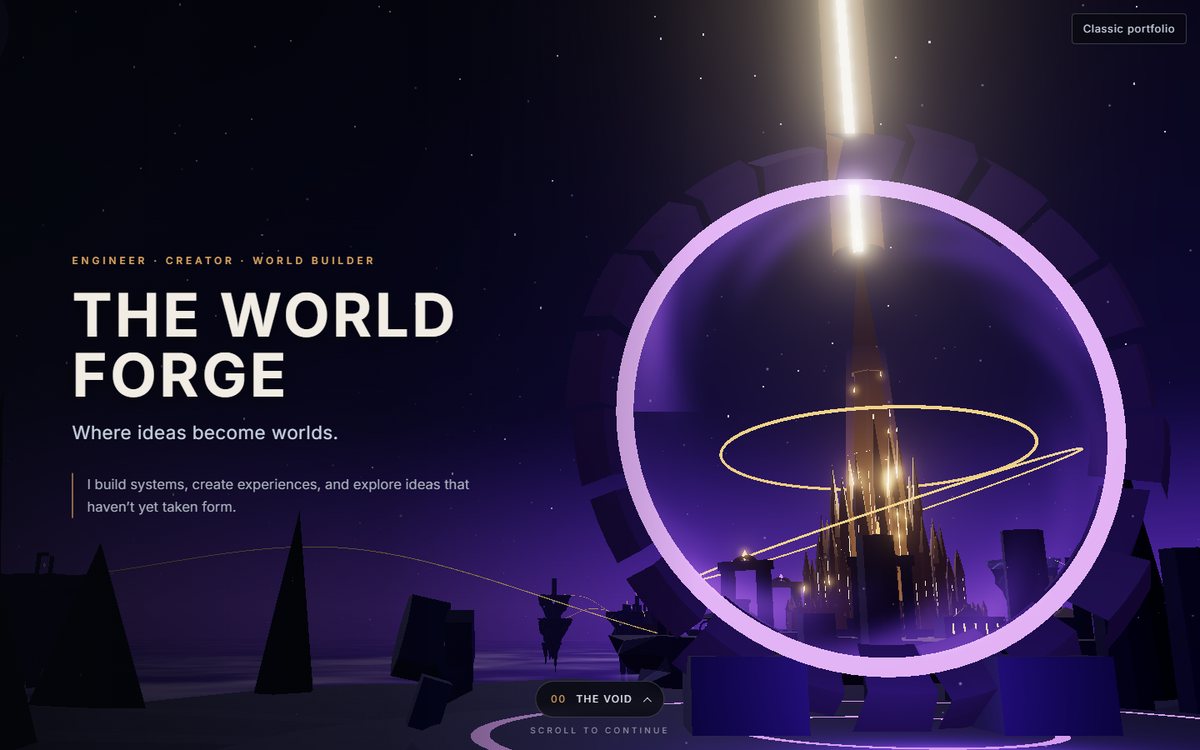 Classic portfolio
ENGINEER · CREATOR · WORLD BUILDER
THE WORLD
FORGE
Where ideas become worlds.
I build systems, create experiences, and explore ideas that
haven’t yet taken form.
00 THE VOID
SCROLL TO CONTINUE